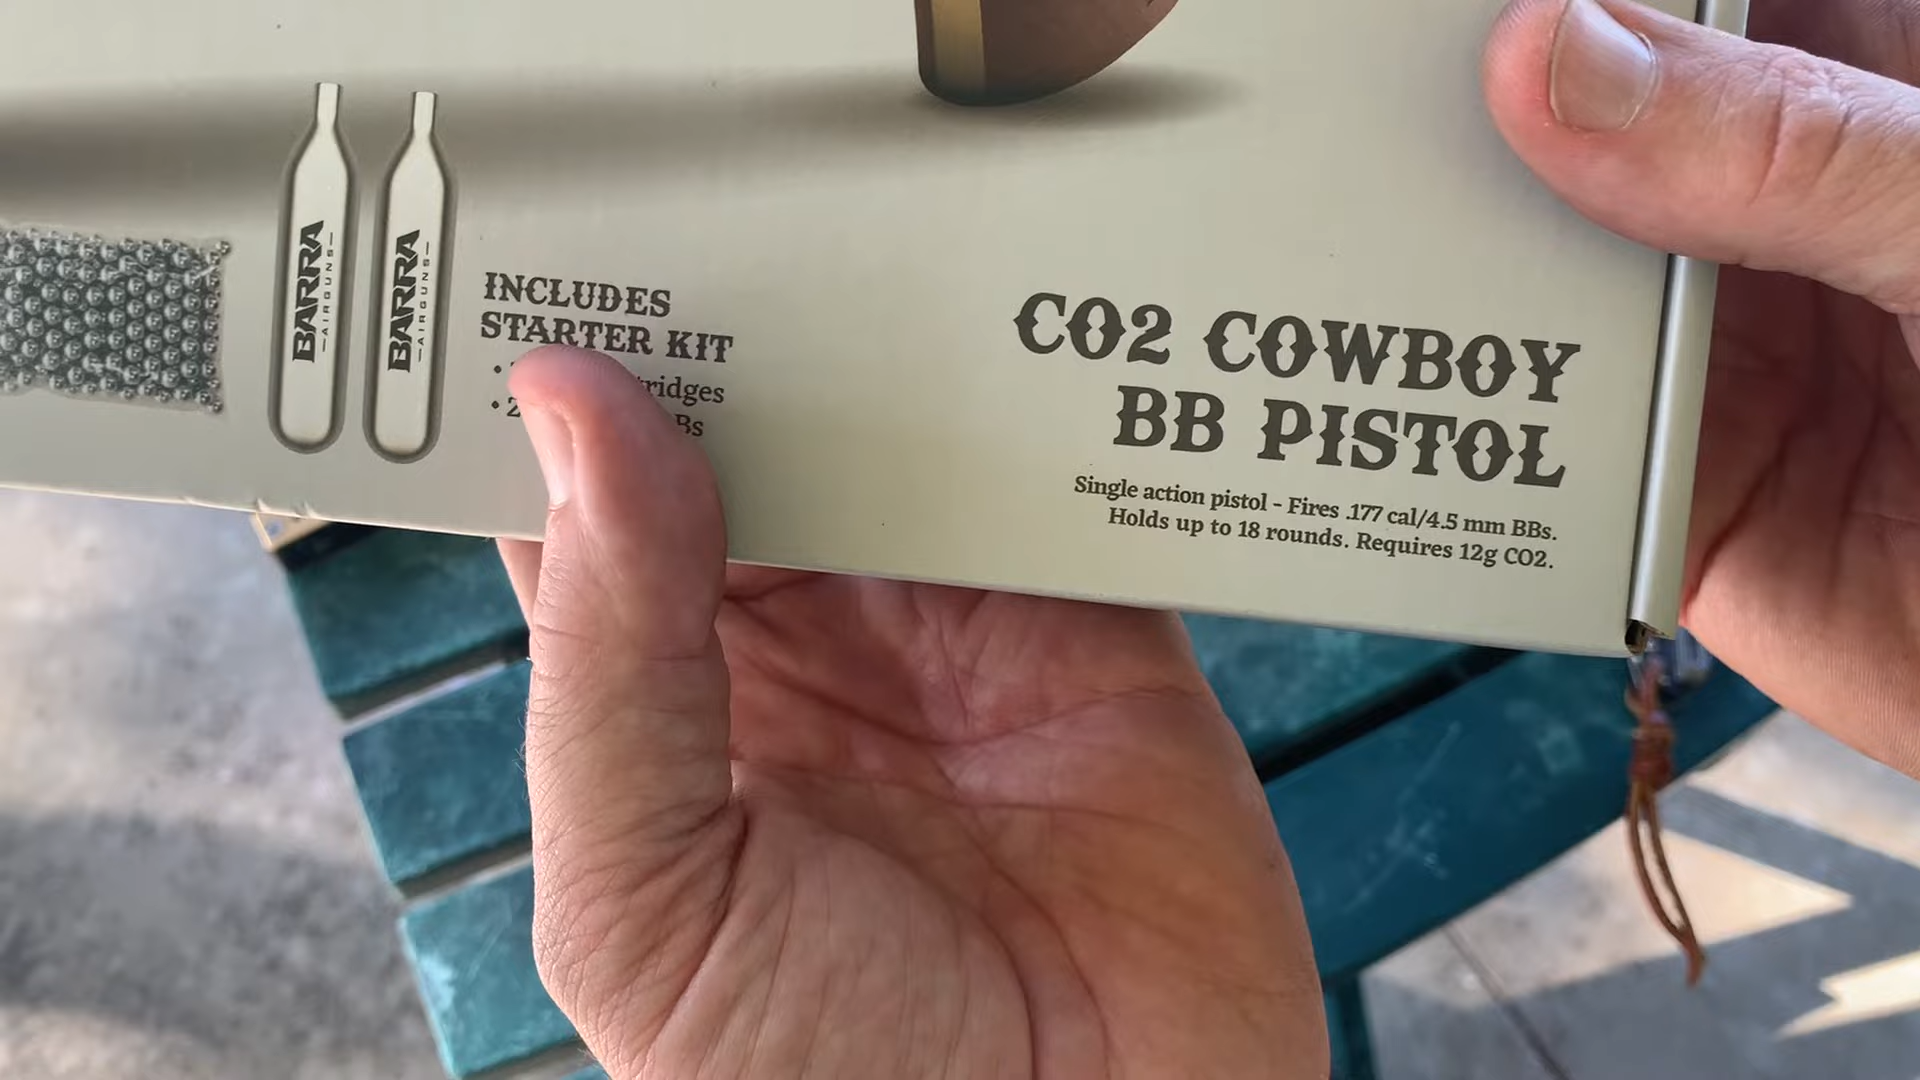 BARRA
—AIRGUNS—
BARRA
—AIRGUNS—
INCLUDES
STARTER KIT
CO2 COWBOY
BB PISTOL
Single action pistol - Fires .177 cal/4.5 mm BBs.
Holds up to 18 rounds. Requires 12g CO2.